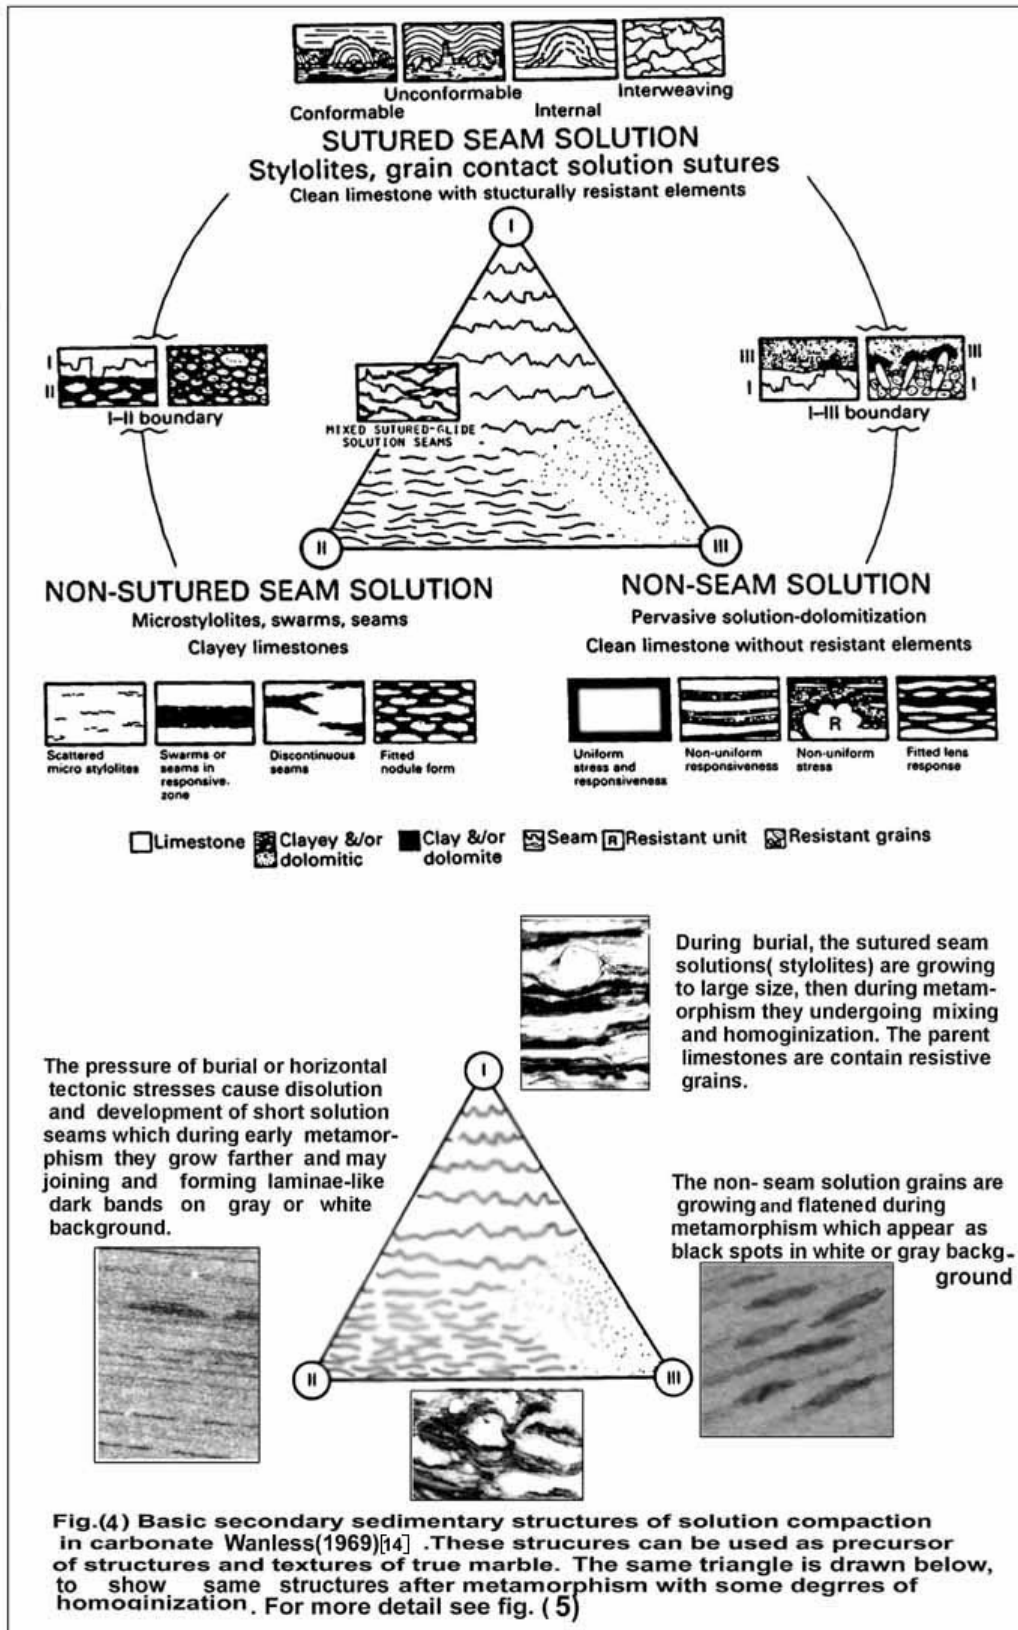 Conformable
Unconformable
Internal
Interweaving
SUTURED SEAM SOLUTION
Stylolites, grain contact solution sutures
Clean limestone with stucturally resistant elements
I
I
II
I–II boundary
III
I
III
I
I–III boundary
MIXED SUTURED-GLIDE
SOLUTION SEAMS
II
III
NON-SUTURED SEAM SOLUTION
Microstylolites, swarms, seams
Clayey limestones
NON-SEAM SOLUTION
Pervasive solution-dolomitization
Clean limestone without resistant elements
Scattered
micro stylolites
Swarms or
seams in
responsive-
zone
Discontinuous
seams
Fitted
nodule form
R
Uniform
stress and
responsiveness
Non-uniform
responsiveness
Non-uniform
stress
Fitted lens
response
Limestone
Clayey &/or
dolomitic
Clay &/or
dolomite
Seam
R Resistant unit
Resistant grains
During burial, the sutured seam
solutions( stylolites) are growing
to large size, then during metam-
orphism they undergoing mixing
and homoginization. The parent
limestones are contain resistive
grains.
The pressure of burial or horizontal
tectonic stresses cause disolution
and development of short solution
seams which during early metamor-
phism they grow farther and may
joining and forming laminae-like
dark bands on gray or white
background.
I
The non- seam solution grains are
growing and flatened during
metamorphism which appear as
black spots in white or gray backg-
ground
II
III
Fig.(4) Basic secondary sedimentary structures of solution compaction
in carbonate Wanless(1969)[14] .These strucures can be used as precursor
of structures and textures of true marble. The same triangle is drawn below,
to show same structures after metamorphism with some degrres of
homoginization. For more detail see fig. (5)